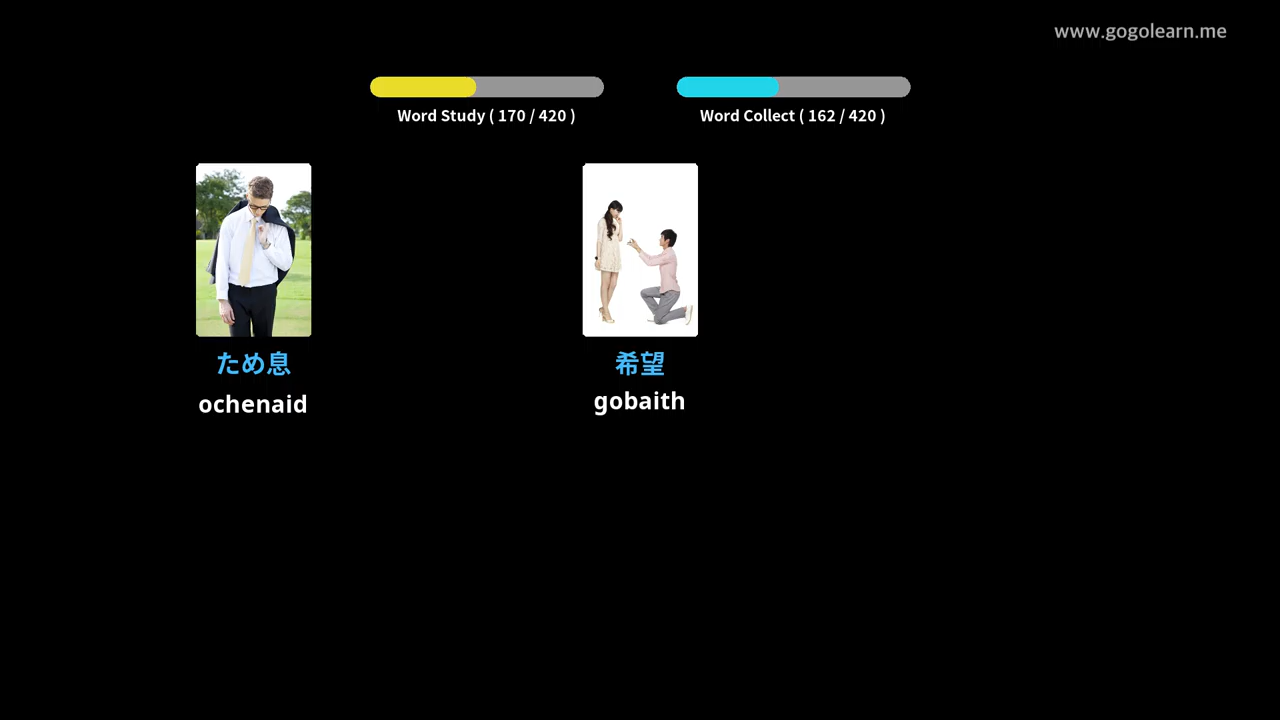 www.gogolearn.me
Word Study ( 170 / 420 )
Word Collect ( 162 / 420 )
ため息
ochenaid
希望
gobaith